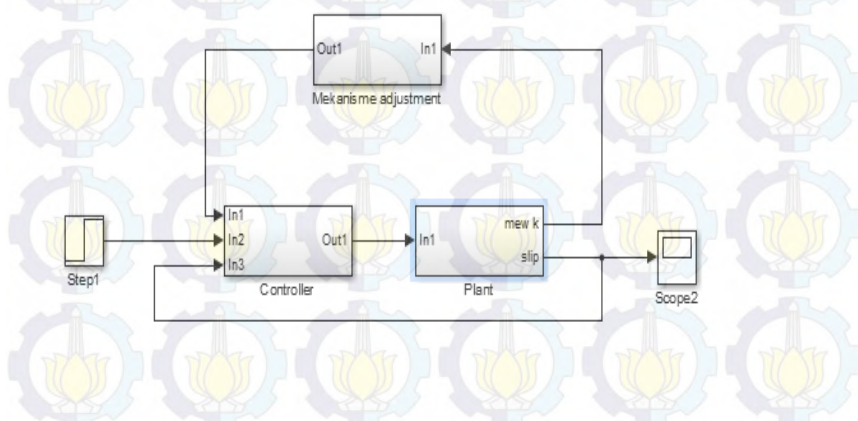 Out1
In1
Mekanisme adjustment
In1
In2
In3
Out1
Controller
In1
mew k
slip
Plant
Step1
Scope2